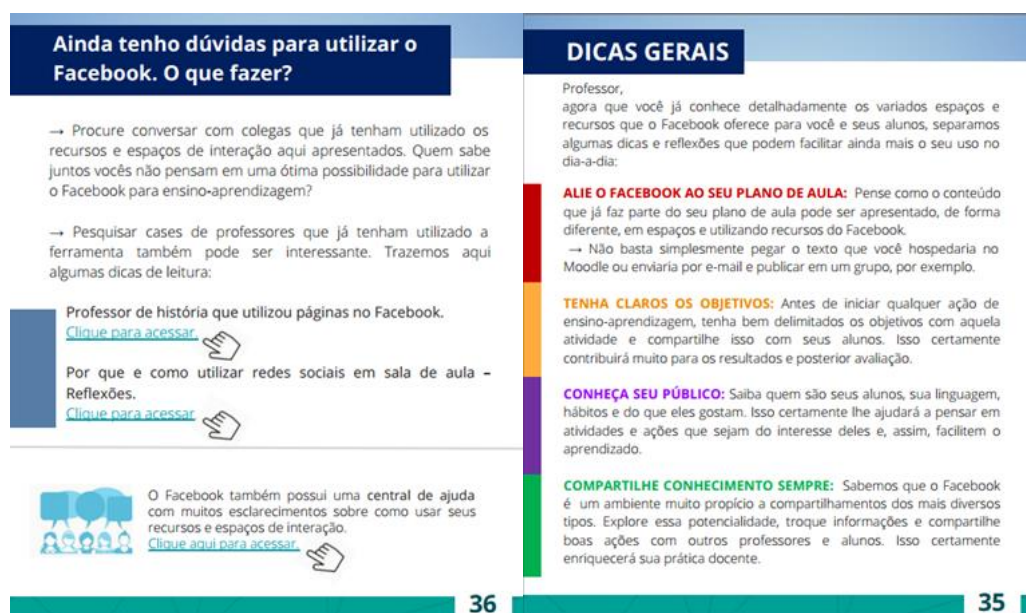 Ainda tenho dúvidas para utilizar o
Facebook. O que fazer?
→ Procure conversar com colegas que já tenham utilizado os
recursos e espaços de interação aqui apresentados. Quem sabe
juntos vocês não pensam em uma ótima possibilidade para utilizar
o Facebook para ensino-aprendizagem?
→ Pesquisar cases de professores que já tenham utilizado a
ferramenta também pode ser interessante. Trazemos aqui
algumas dicas de leitura:
Professor de história que utilizou páginas no Facebook.
Clique para acessar.
Por que e como utilizar redes sociais em sala de aula –
Reflexões.
Clique para acessar
O Facebook também possui uma central de ajuda
com muitos esclarecimentos sobre como usar seus
recursos e espaços de interação.
Clique aqui para acessar.
36
DICAS GERAIS
Professor,
agora que você já conhece detalhadamente os variados espaços e
recursos que o Facebook oferece para você e seus alunos, separamos
algumas dicas e reflexões que podem facilitar ainda mais o seu uso no
dia-a-dia:
ALIE O FACEBOOK AO SEU PLANO DE AULA: Pense como o conteúdo
que já faz parte do seu plano de aula pode ser apresentado, de forma
diferente, em espaços e utilizando recursos do Facebook.
→ Não basta simplesmente pegar o texto que você hospedaria no
Moodle ou enviaria por e-mail e publicar em um grupo, por exemplo.
TENHA CLAROS OS OBJETIVOS: Antes de iniciar qualquer ação de
ensino-aprendizagem, tenha bem delimitados os objetivos com aquela
atividade e compartilhe isso com seus alunos. Isso certamente
contribuirá muito para os resultados e posterior avaliação.
CONHEÇA SEU PÚBLICO: Saiba quem são seus alunos, sua linguagem,
hábitos e do que eles gostam. Isso certamente lhe ajudará a pensar em
atividades e ações que sejam do interesse deles e, assim, facilitem o
aprendizado.
COMPARTILHE CONHECIMENTO SEMPRE: Sabemos que o Facebook
é um ambiente muito propício a compartilhamentos dos mais diversos
tipos. Explore essa potencialidade, troque informações e compartilhe
boas ações com outros professores e alunos. Isso certamente
enriquecerá sua prática docente.
35